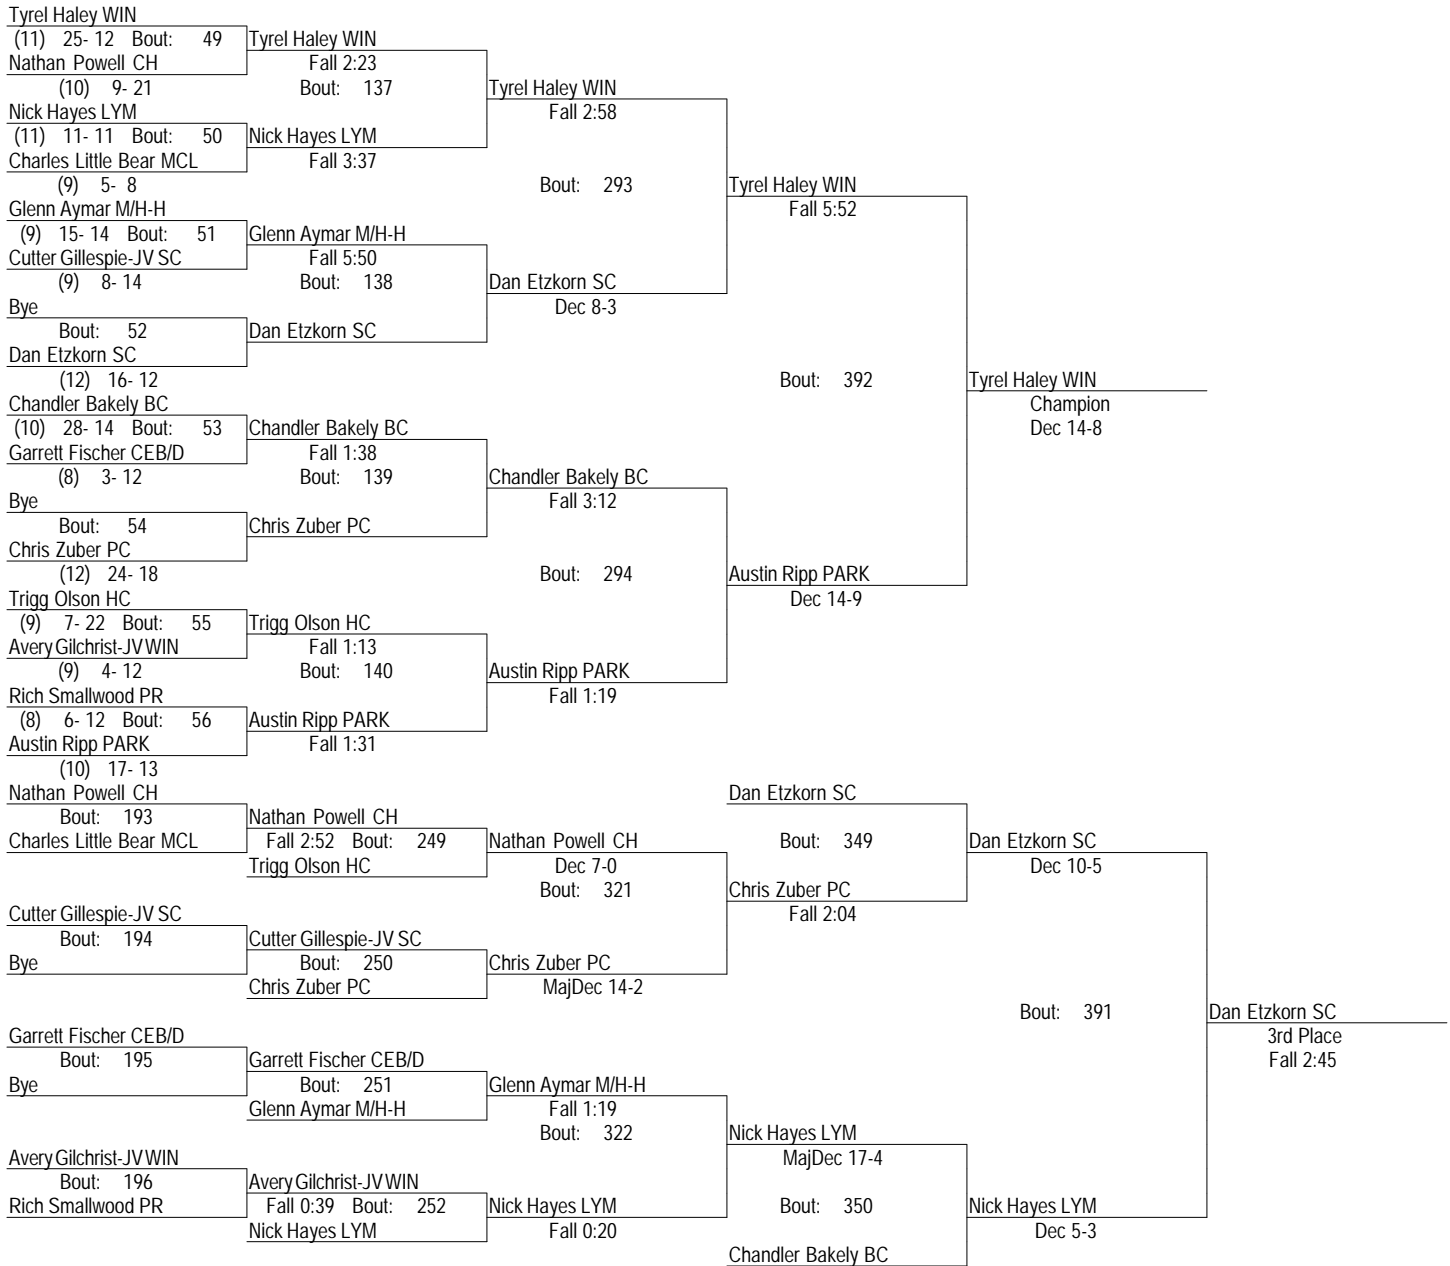 Tyrel Haley WIN
(11) 25- 12 Bout: 49 Tyrel Haley WIN
Nathan Powell CH Fall 2:23
(10) 9- 21 Bout: 137 Tyrel Haley WIN
Nick Hayes LYM Fall 2:58
(11) 11- 11 Bout: 50 Nick Hayes LYM
Charles Little Bear MCL Fall 3:37
(9) 5- 8 Bout: 293 Tyrel Haley WIN
Glenn Aymar M/H-H Fall 5:52
(9) 15- 14 Bout: 51 Glenn Aymar M/H-H
Cutter Gillespie-JV SC Fall 5:50
(9) 8- 14 Bout: 138 Dan Etzkorn SC
Bye Dec 8-3
Bout: 52 Dan Etzkorn SC
Dan Etzkorn SC
(12) 16- 12 Bout: 392 Tyrel Haley WIN
Chandler Bakely BC Champion
(10) 28- 14 Bout: 53 Chandler Bakely BC Dec 14-8
Garrett Fischer CEB/D Fall 1:38
(8) 3- 12 Bout: 139 Chandler Bakely BC
Bye Fall 3:12
Bout: 54 Chris Zuber PC
Chris Zuber PC
(12) 24- 18 Bout: 294 Austin Ripp PARK
Trigg Olson HC Dec 14-9
(9) 7- 22 Bout: 55 Trigg Olson HC
Avery Gilchrist-JV WIN Fall 1:13
(9) 4- 12 Bout: 140 Austin Ripp PARK
Rich Smallwood PR Fall 1:19
(8) 6- 12 Bout: 56 Austin Ripp PARK
Austin Ripp PARK Fall 1:31
(10) 17- 13
Nathan Powell CH Dan Etzkorn SC
Bout: 193 Nathan Powell CH
Charles Little Bear MCL Fall 2:52 Bout: 249 Nathan Powell CH Bout: 349 Dan Etzkorn SC
Trigg Olson HC Dec 7-0 Dec 10-5
Bout: 321 Chris Zuber PC
Cutter Gillespie-JV SC Fall 2:04
Bout: 194 Cutter Gillespie-JV SC
Bye Bout: 250 Chris Zuber PC
Chris Zuber PC MajDec 14-2
Bout: 391 Dan Etzkorn SC
Garrett Fischer CEB/D 3rd Place
Bout: 195 Garrett Fischer CEB/D Fall 2:45
Bye Bout: 251 Glenn Aymar M/H-H
Glenn Aymar M/H-H Fall 1:19
Bout: 322 Nick Hayes LYM
Avery Gilchrist-JV WIN MajDec 17-4
Bout: 196 Avery Gilchrist-JV WIN
Rich Smallwood PR Fall 0:39 Bout: 252 Nick Hayes LYM Bout: 350 Nick Hayes LYM
Nick Hayes LYM Fall 0:20 Dec 5-3
Chandler Bakely BC